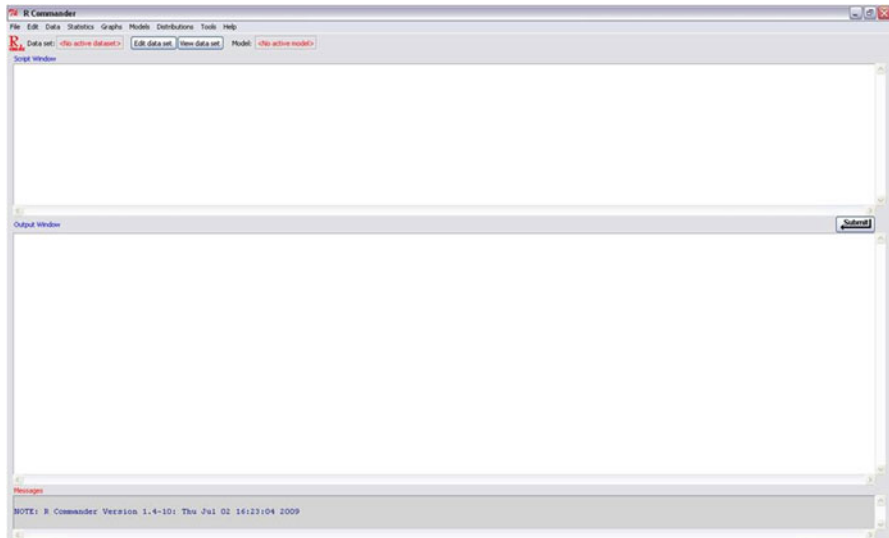 R Commander
File Edit Data Statistics Graphs Models Distributions Tools Help
R Data set: <No active dataset> Edit data set View data set Model: <No active model>
Script Window
Output Window Submit
Messages
NOTE: R Commander Version 1.4-10: Thu Jul 02 16:23:04 2009